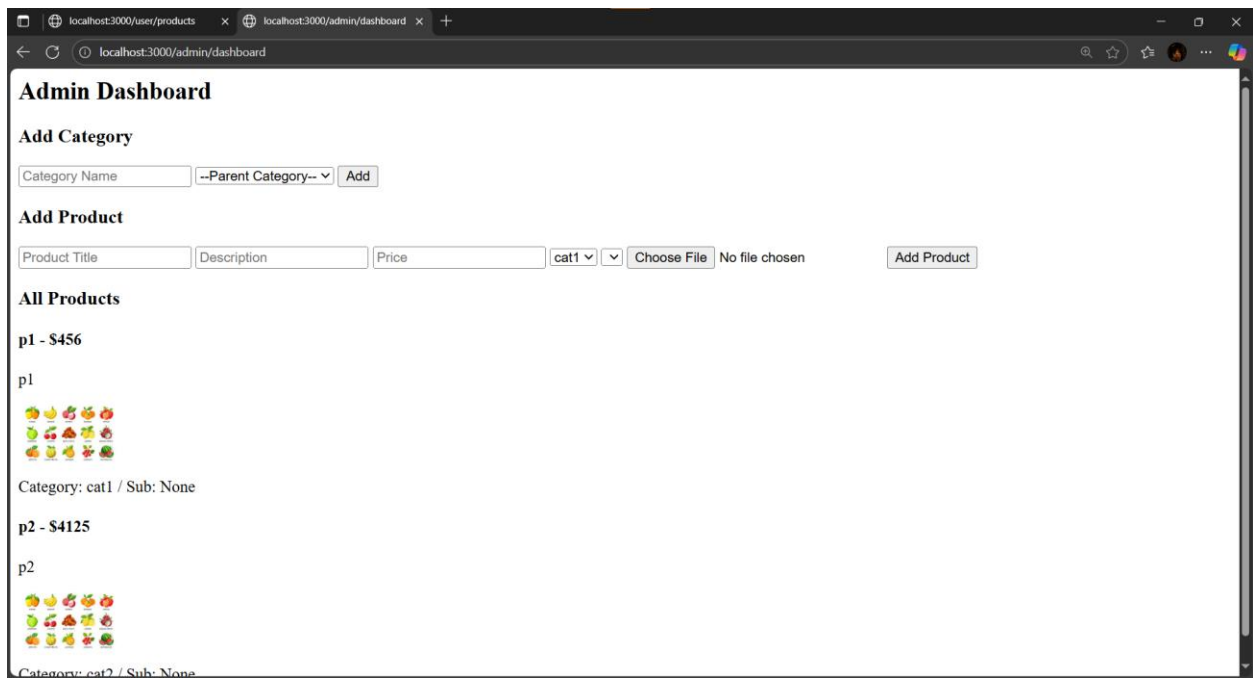 localhost:3000/user/products localhost:3000/admin/dashboard
localhost:3000/admin/dashboard
Admin Dashboard
Add Category
Category Name --Parent Category-- Add
Add Product
Product Title Description Price cat1 Choose File No file chosen Add Product
All Products
p1 - $456
p1
Category: cat1 / Sub: None
p2 - $4125
p2
Category: cat2 / Sub: None